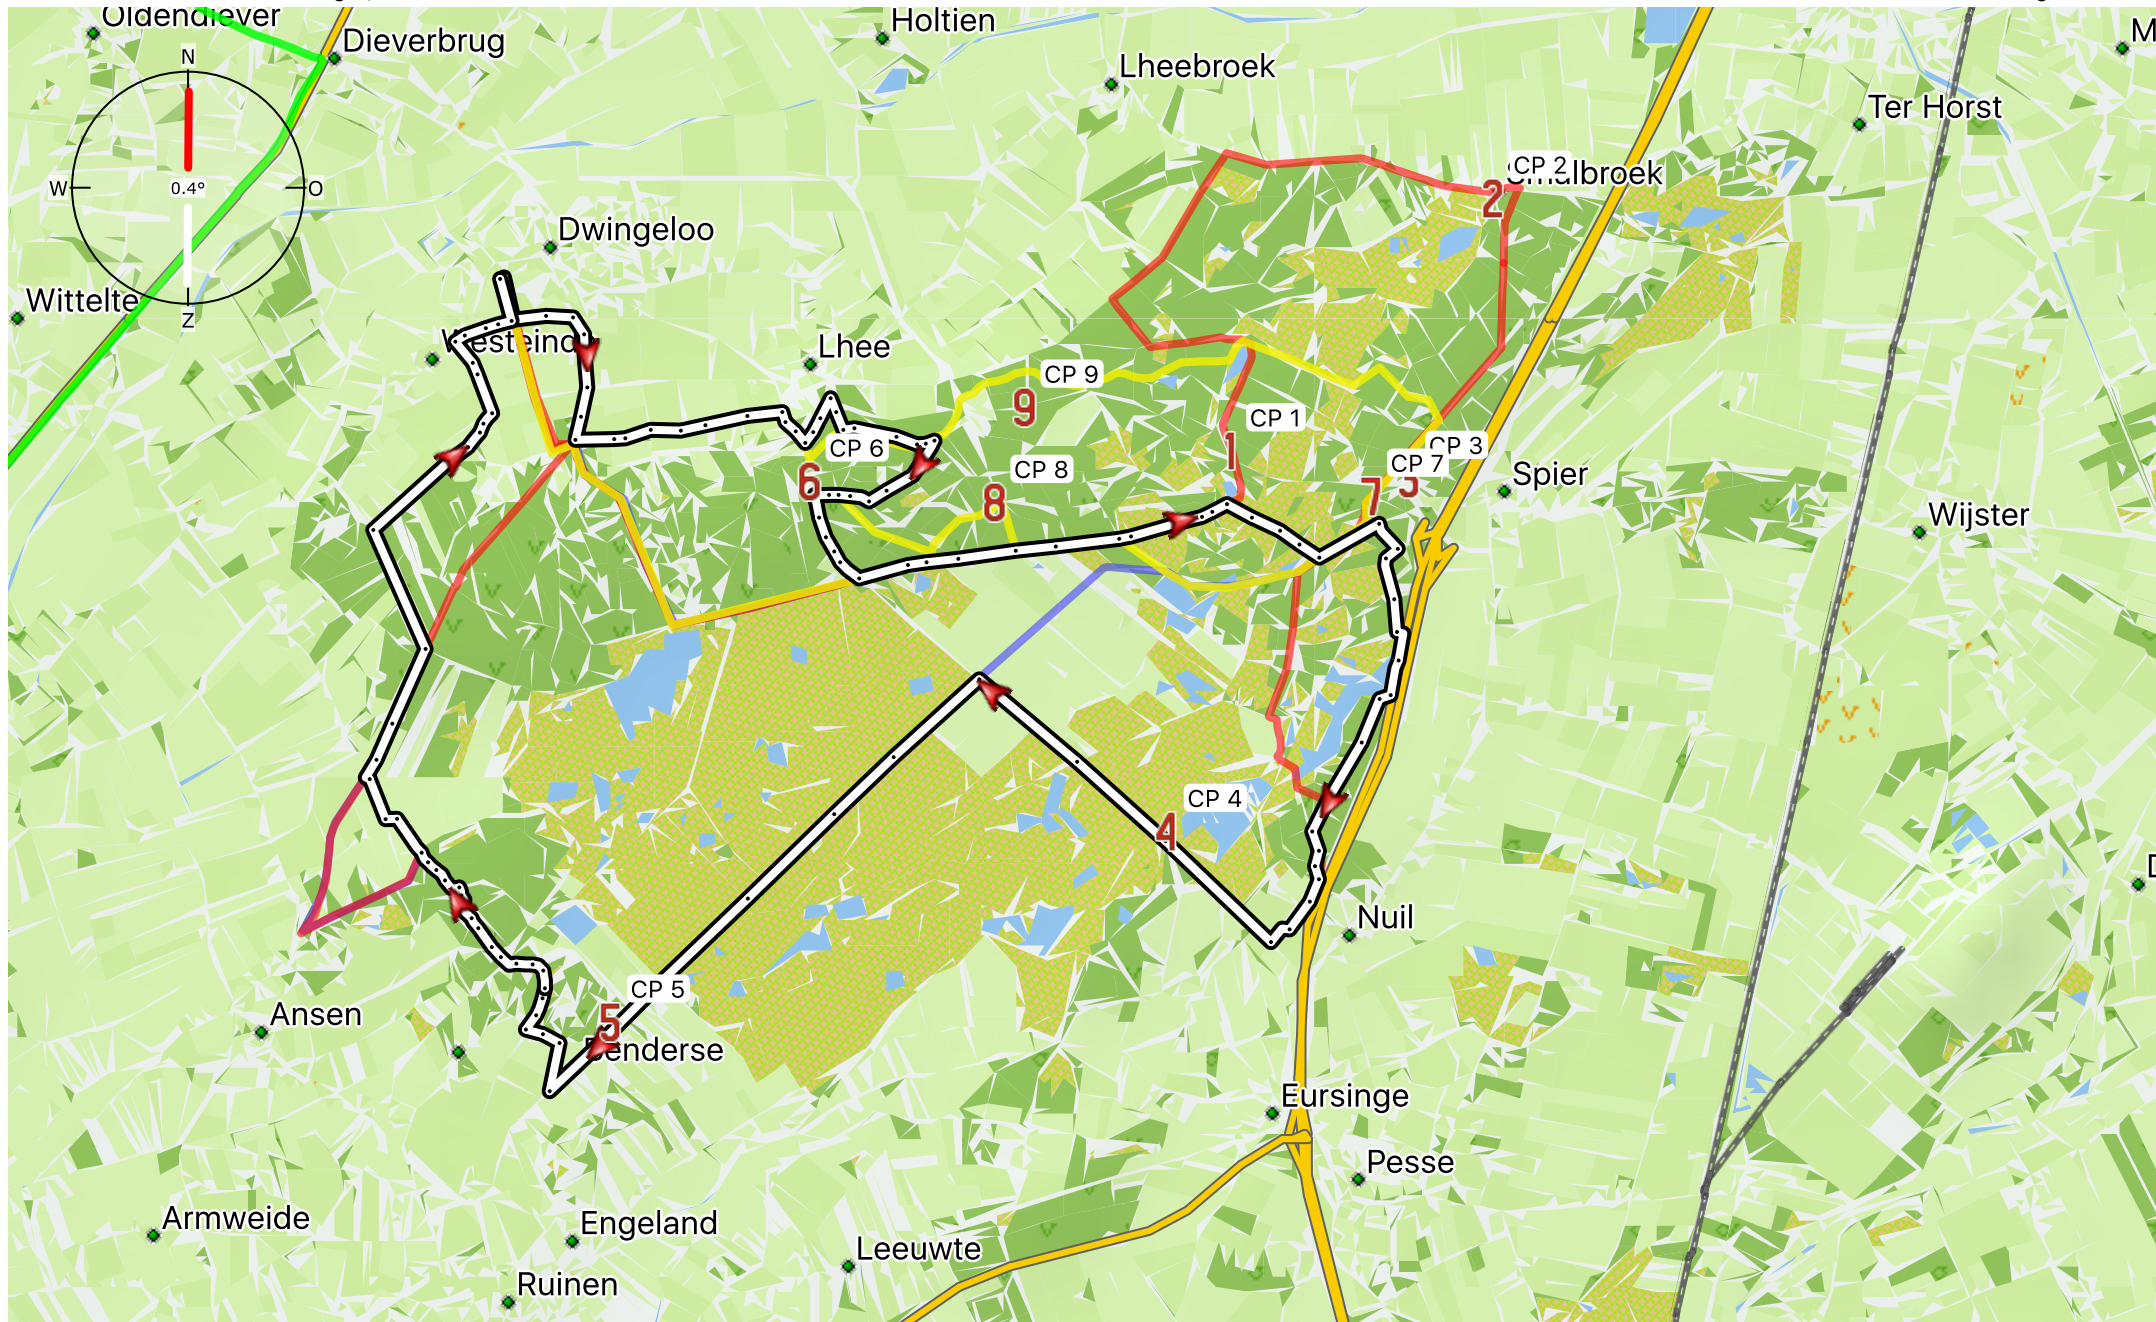 Oldendiever
Dieverbrug
Holtien
Lheebroek
Ter Horst
M
N
W
0.4°
O
Z
CP 2
2
Dwingeloo
Wittelte
Lhee
CP 9
9
CP 1
1
CP 3
3
CP 7
7
CP 6
6
CP 8
8
Spier
Wijster
CP 4
4
Nuil
D
CP 5
5
Ansen
Benderse
Eursinge
Pesse
Armweide
Engeland
Leeuwte
Ruinen